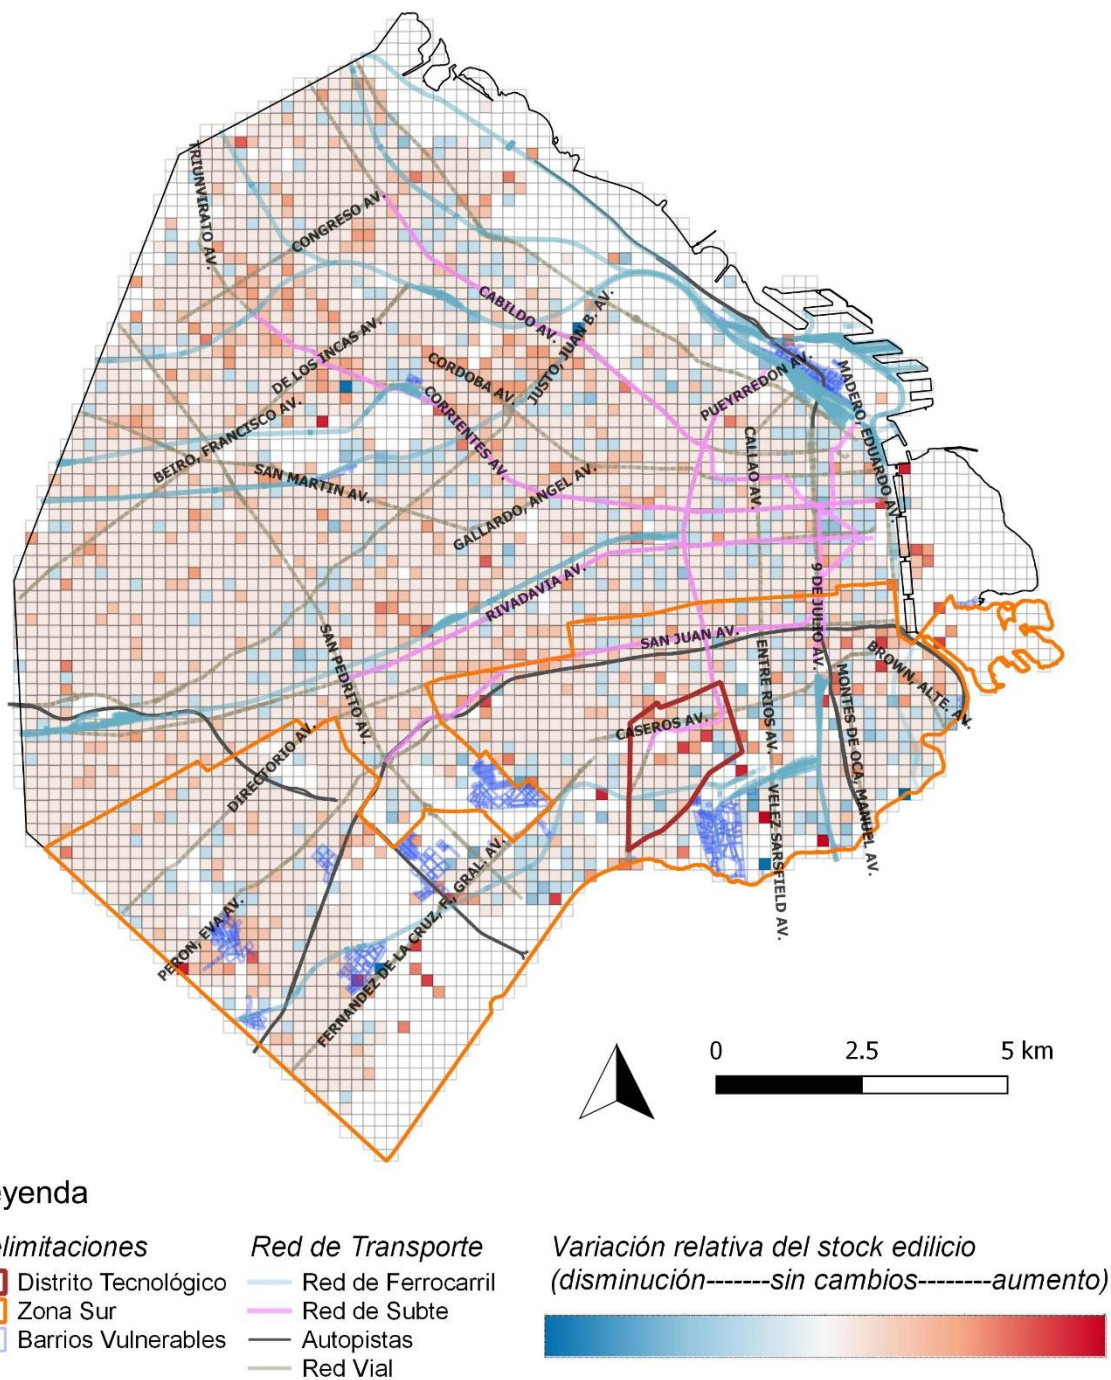 TRIUNVIRATO AV.
CONGRESO AV.
CABILDO AV.
JUSTO, JUAN B. AV.
DE LOS INCAS AV.
CORDOBA AV.
PUEYRREDON AV.
MADERO, EDUARDO AV.
BEIRO, FRANCISCO AV.
CORRIENTES AV.
CALLAO AV.
SAN MARTIN AV.
GALLARDO, ANGEL AV.
RIVADAVIA AV.
9 DE JULIO AV.
SAN PEDRITO AV.
SAN JUAN AV.
ENTRE RIOS AV.
BROWN, ALTE. AV.
MONTES DE OCA, MANUEL AV.
CASEROS AV.
DIRECTORIO AV.
VELEZ SARSFIELD AV.
PERON, EVA AV.
FERNANDEZ DE LA CRUZ, F., GRAL. AV.
0 2.5 5 km
eyenda
elimitaciones
Distrito Tecnológico
Zona Sur
Barrios Vulnerables
Red de Transporte
Red de Ferrocarril
Red de Subte
Autopistas
Red Vial
Variación relativa del stock edilicio
(disminución-------sin cambios--------aumento)